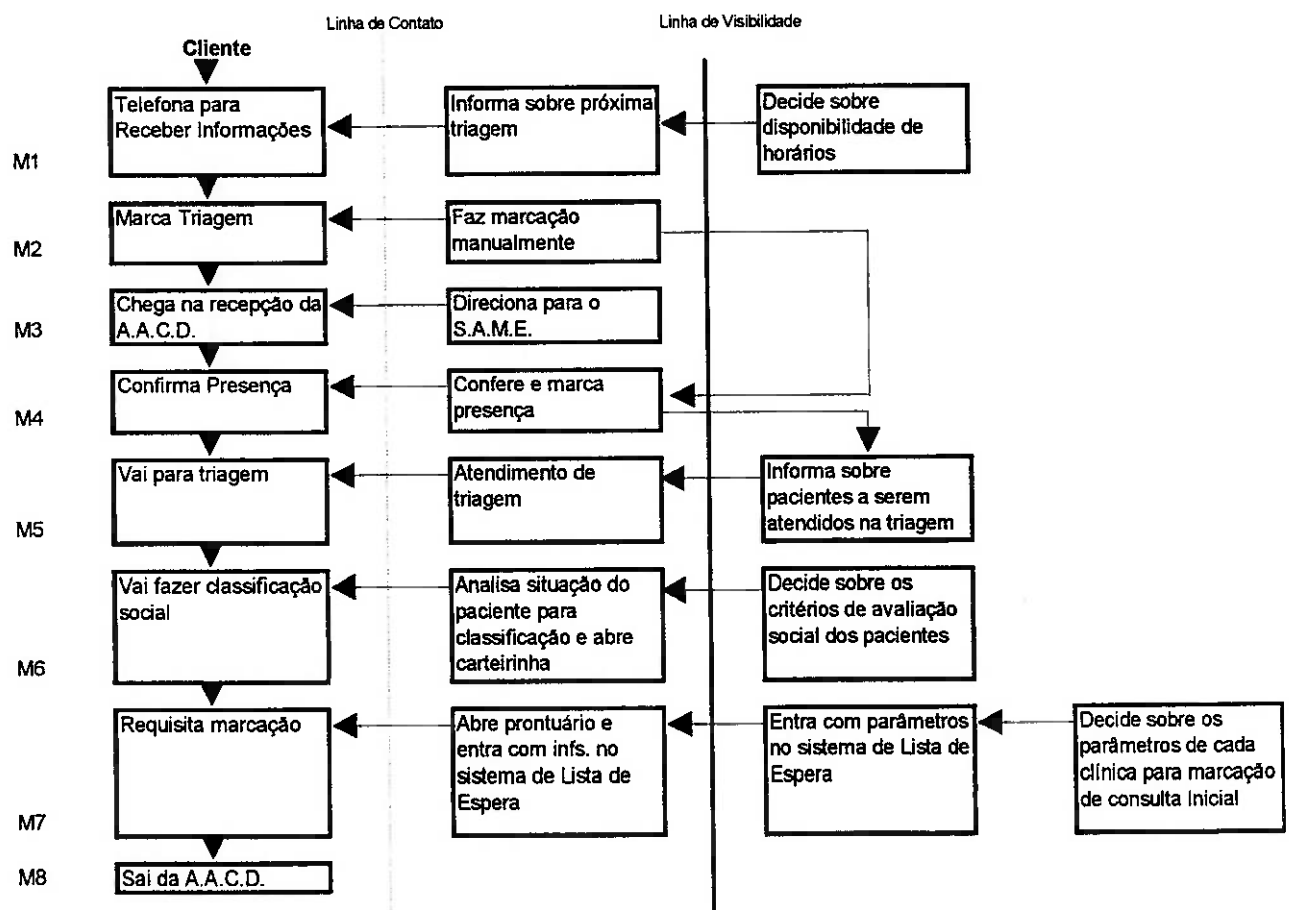 Linha de Contato
Linha de Visibilidade
Cliente
Telefona para
Receber Informações
Informa sobre próxima
triagem
Decide sobre
disponibilidade de
horários
M1
Marca Triagem
Faz marcação
manualmente
M2
Chega na recepção da
A.A.C.D.
Direciona para o
S.A.M.E.
M3
Confirma Presença
Confere e marca
presença
M4
Vai para triagem
Atendimento de
triagem
Informa sobre
pacientes a serem
atendidos na triagem
M5
Vai fazer classificação
social
Analisa situação do
paciente para
classificação e abre
carteirinha
Decide sobre os
critérios de avaliação
social dos pacientes
M6
Requisita marcação
Abre prontuário e
entra com infs. no
sistema de Lista de
Espera
Entra com parâmetros
no sistema de Lista de
Espera
Decide sobre os
parâmetros de cada
clínica para marcação
de consulta Inicial
M7
M8
Sai da A.A.C.D.